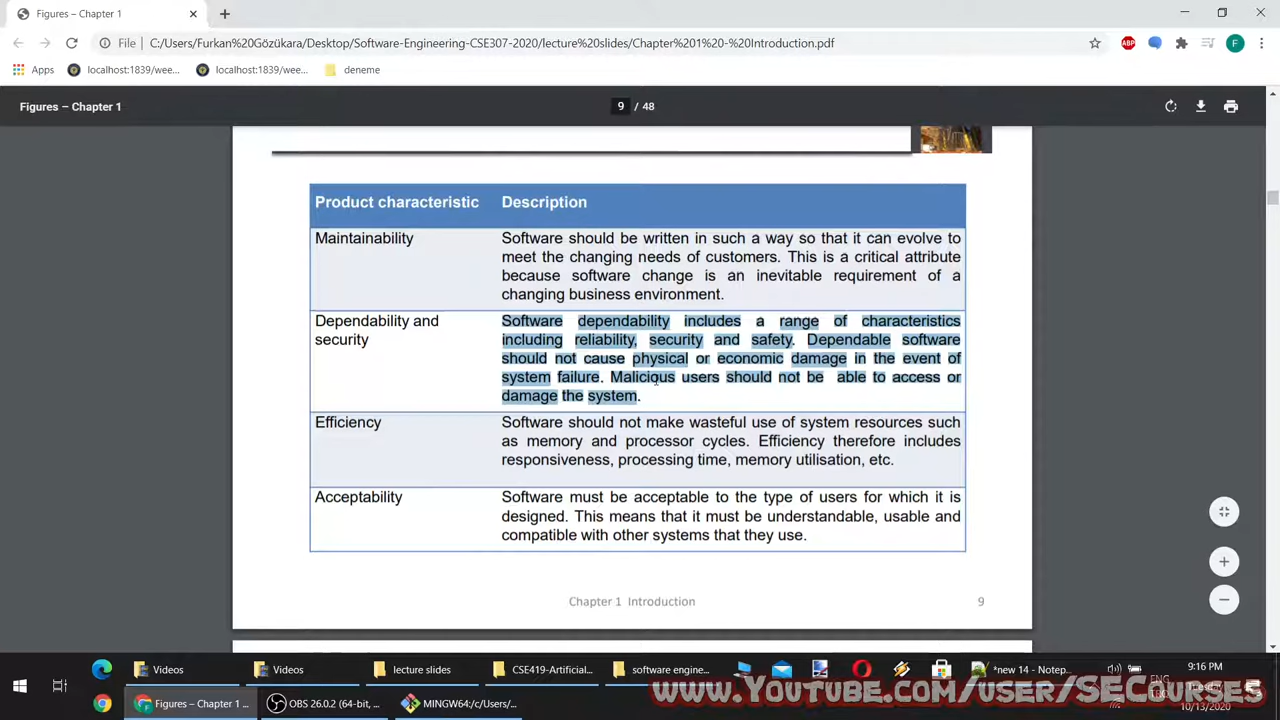 Figures – Chapter 1
File | C:/Users/Furkan%20Gözükara/Desktop/Software-Engineering-CSE307-2020/lecture%20slides/Chapter%201%20-%20Introduction.pdf
ABP
F
Apps
localhost:1839/wee...
localhost:1839/wee...
deneme
Figures – Chapter 1
9 / 48
Product characteristic
Description
Maintainability
Software should be written in such a way so that it can evolve to
meet the changing needs of customers. This is a critical attribute
because software change is an inevitable requirement of a
changing business environment.
Dependability and
security
Software dependability includes a range of characteristics
including reliability, security and safety. Dependable software
should not cause physical or economic damage in the event of
system failure. Malicious users should not be able to access or
damage the system.
Efficiency
Software should not make wasteful use of system resources such
as memory and processor cycles. Efficiency therefore includes
responsiveness, processing time, memory utilisation, etc.
Acceptability
Software must be acceptable to the type of users for which it is
designed. This means that it must be understandable, usable and
compatible with other systems that they use.
Chapter 1 Introduction
9
Videos
Videos
lecture slides
CSE419-Artificial...
software enginee...
*new 14 - Notep...
9:16 PM
ENG
10/13/2020
Figures – Chapter 1 ...
OBS 26.0.2 (64-bit, ...
MINGW64:/c/Users/...
www.Youtube.com/user/SECourses